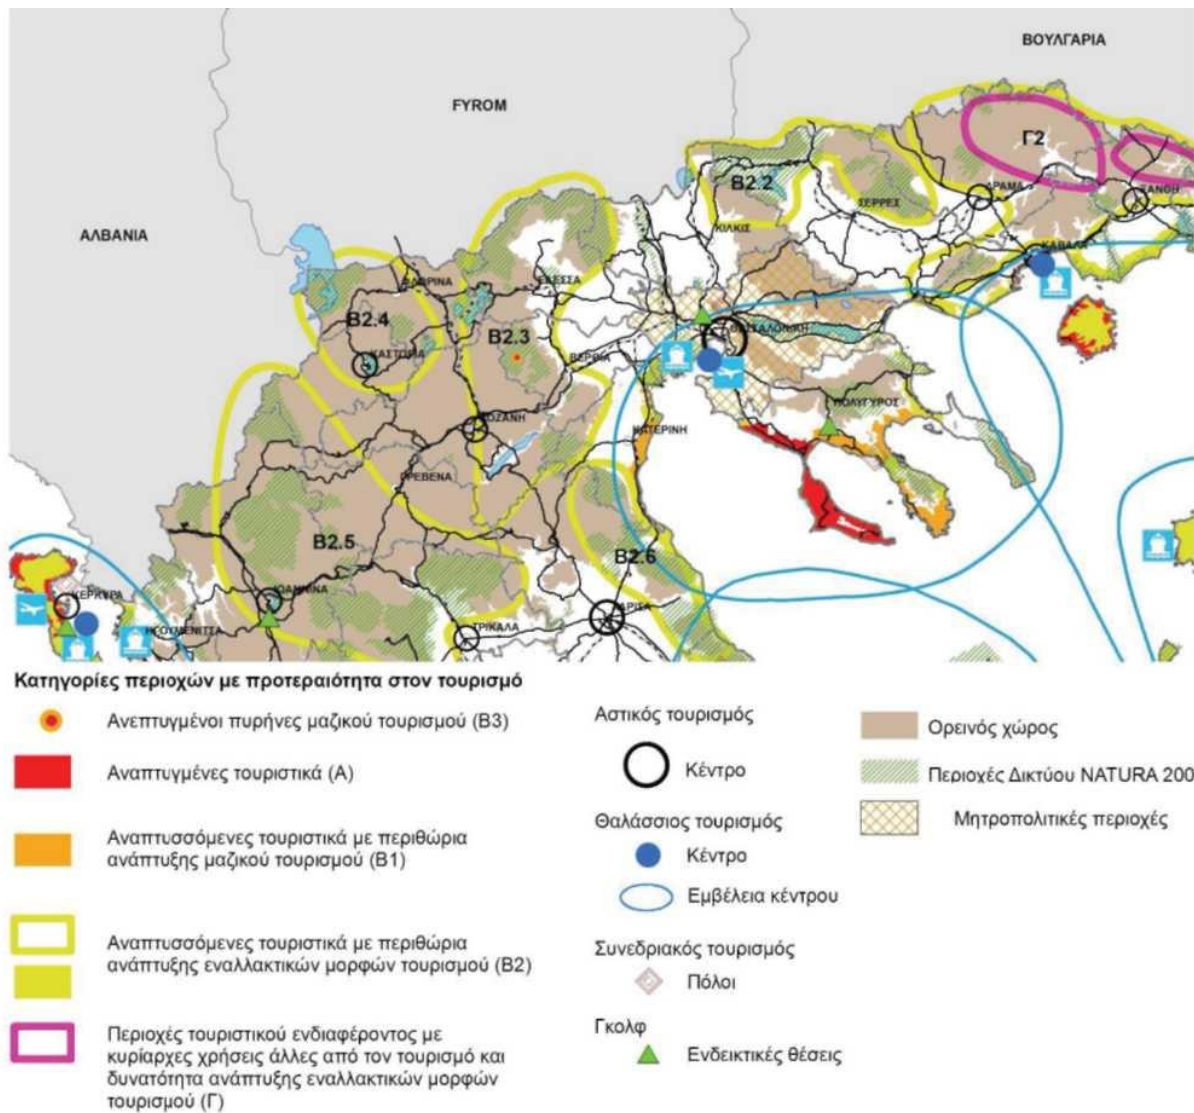 ΒΟΥΛΓΑΡΙΑ
FYROM
Γ2
ΑΛΒΑΝΙΑ
Β2.2
ΔΡΑΜΑ
ΞΑΝΘΗ
ΣΕΡΡΕΣ
ΚΙΛΚΙΣ
ΚΑΒΑΛΑ
ΦΛΩΡΙΝΑ
ΕΔΕΣΣΑ
Β2.4
Β2.3
ΘΕΣΣΑΛΟΝΙΚΗ
ΚΑΣΤΟΡΙΑ
ΒΕΡΟΙΑ
ΠΟΛΥΓΥΡΟΣ
ΚΟΖΑΝΗ
ΚΑΤΕΡΙΝΗ
ΓΡΕΒΕΝΑ
Β2.5
Β2.6
ΚΕΡΚΥΡΑ
ΙΩΑΝΝΙΝΑ
ΛΑΡΙΣΑ
ΗΓΟΥΜΕΝΙΤΣΑ
ΤΡΙΚΑΛΑ
Κατηγορίες περιοχών με προτεραιότητα στον τουρισμό
Ανεπτυγμένοι πυρήνες μαζικού τουρισμού (Β3)
Αναπτυγμένες τουριστικά (Α)
Αναπτυσσόμενες τουριστικά με περιθώρια
ανάπτυξης μαζικού τουρισμού (Β1)
Αναπτυσσόμενες τουριστικά με περιθώρια
ανάπτυξης εναλλακτικών μορφών τουρισμού (Β2)
Περιοχές τουριστικού ενδιαφέροντος με
κυρίαρχες χρήσεις άλλες από τον τουρισμό και
δυνατότητα ανάπτυξης εναλλακτικών μορφών
τουρισμού (Γ)
Αστικός τουρισμός
Κέντρο
Θαλάσσιος τουρισμός
Κέντρο
Εμβέλεια κέντρου
Συνεδριακός τουρισμός
Πόλοι
Γκολφ
Ενδεικτικές θέσεις
Ορεινός χώρος
Περιοχές Δικτύου NATURA 200
Μητροπολιτικές περιοχές